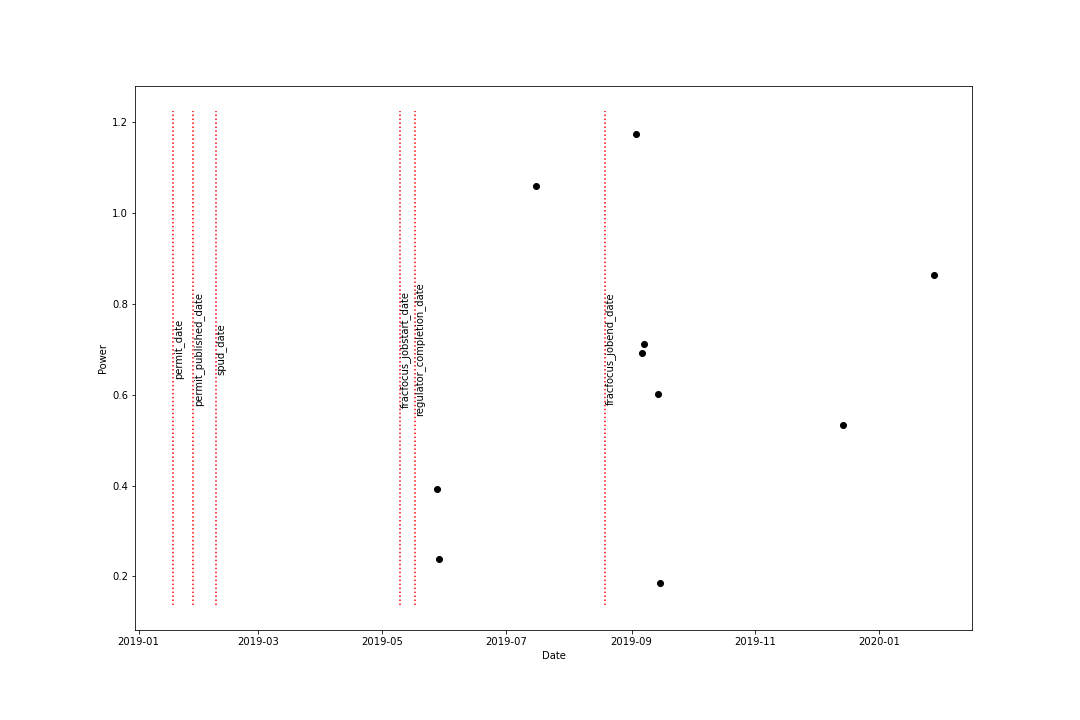 1.2
1.0
0.8
0.6
0.4
0.2
Power
permit_date
permit_published_date
spud_date
fracfocus_jobstart_date
regulator_completion_date
fracfocus_jobend_date
2019-01
2019-03
2019-05
2019-07
2019-09
2019-11
2020-01
Date